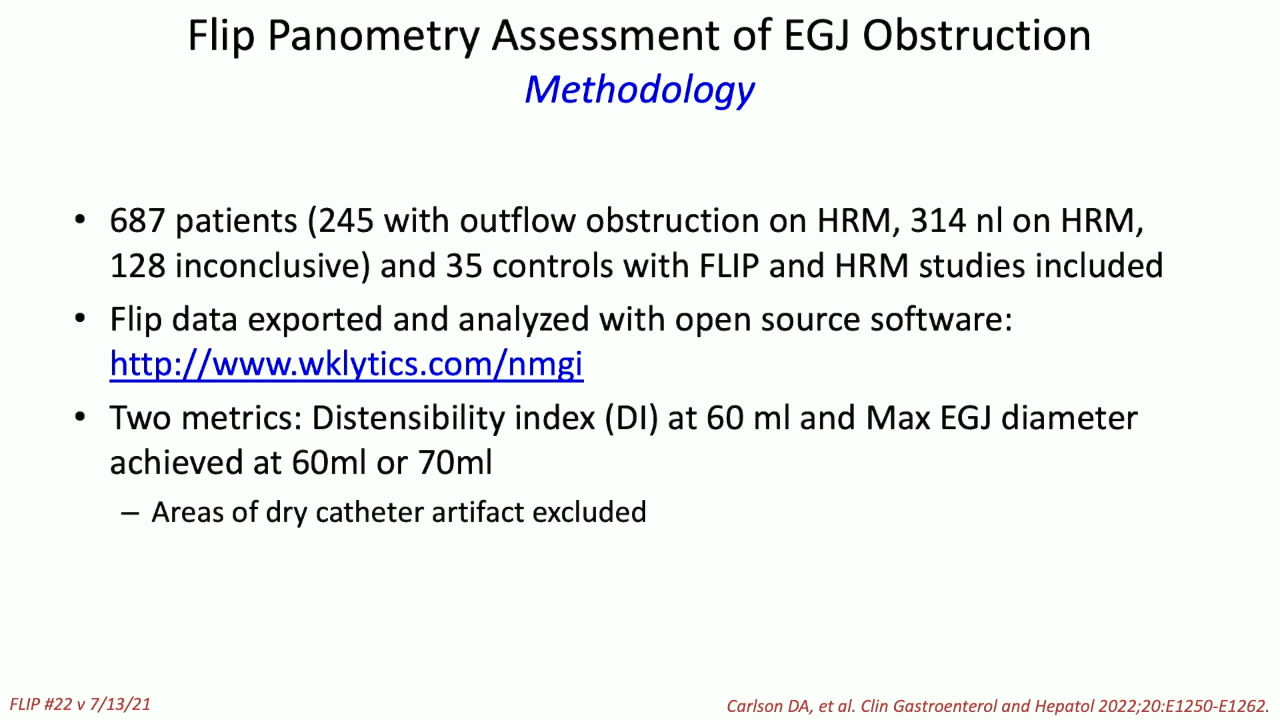 Flip Panometry Assessment of EGJ Obstruction
Methodology
• 687 patients (245 with outflow obstruction on HRM, 314 nl on HRM,
128 inconclusive) and 35 controls with FLIP and HRM studies included
• Flip data exported and analyzed with open source software:
http://www.wklytics.com/nmgi
• Two metrics: Distensibility index (DI) at 60 ml and Max EGJ diameter
achieved at 60ml or 70ml
– Areas of dry catheter artifact excluded
FLIP #22 v 7/13/21
Carlson DA, et al. Clin Gastroenterol and Hepatol 2022;20:E1250-E1262.